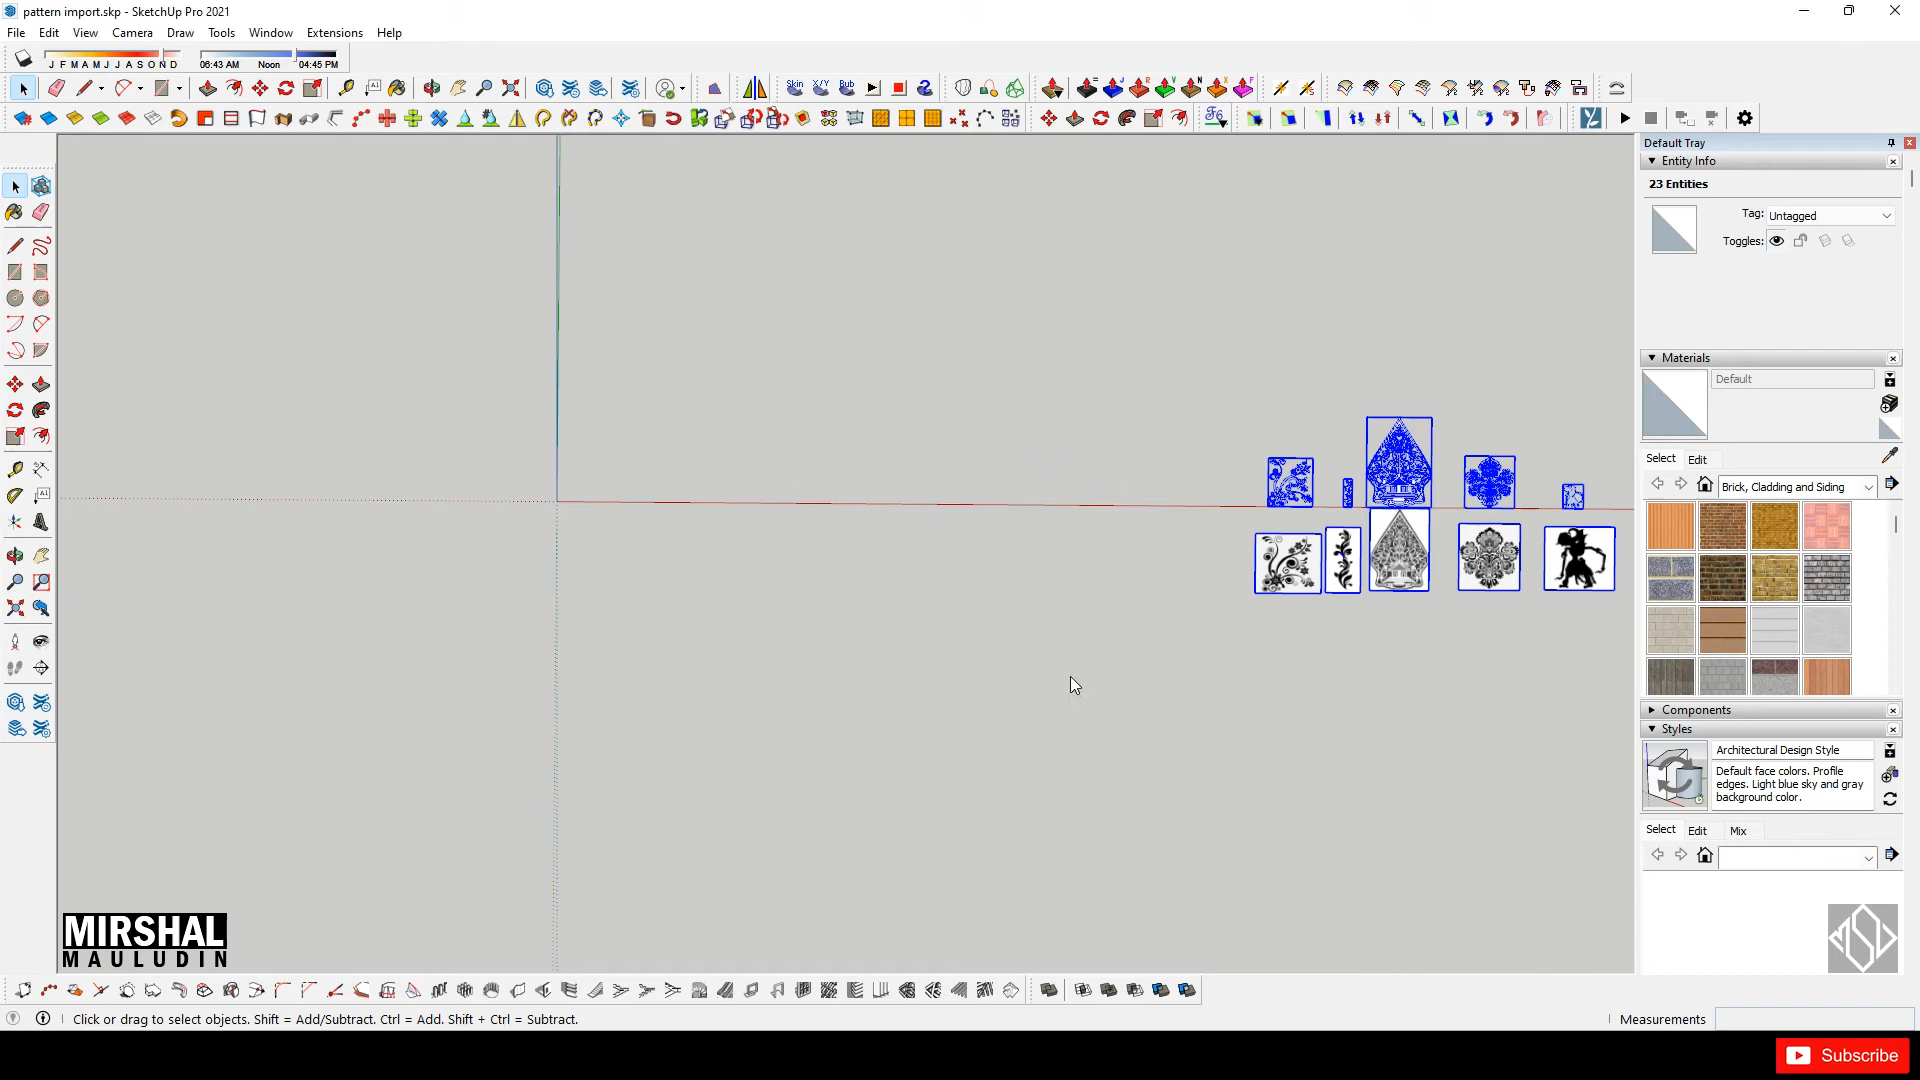 pattern import.skp - SketchUp Pro 2021
File Edit View Camera Draw Tools Window Extensions Help
J F M A M J J A S O N D 06:43 AM Noon 04:45 PM
Skin X/Y Bub
Default Tray
Entity Info
23 Entities
Tag: Untagged
Toggles:
Materials
Default
Select Edit
Brick, Cladding and Siding
Components
Styles
Architectural Design Style
Default face colors. Profile
edges. Light blue sky and gray
background color.
Select Edit Mix
MIRSHAL
MAULUDIN
Click or drag to select objects. Shift = Add/Subtract. Ctrl = Add. Shift + Ctrl = Subtract.
Measurements
Subscribe